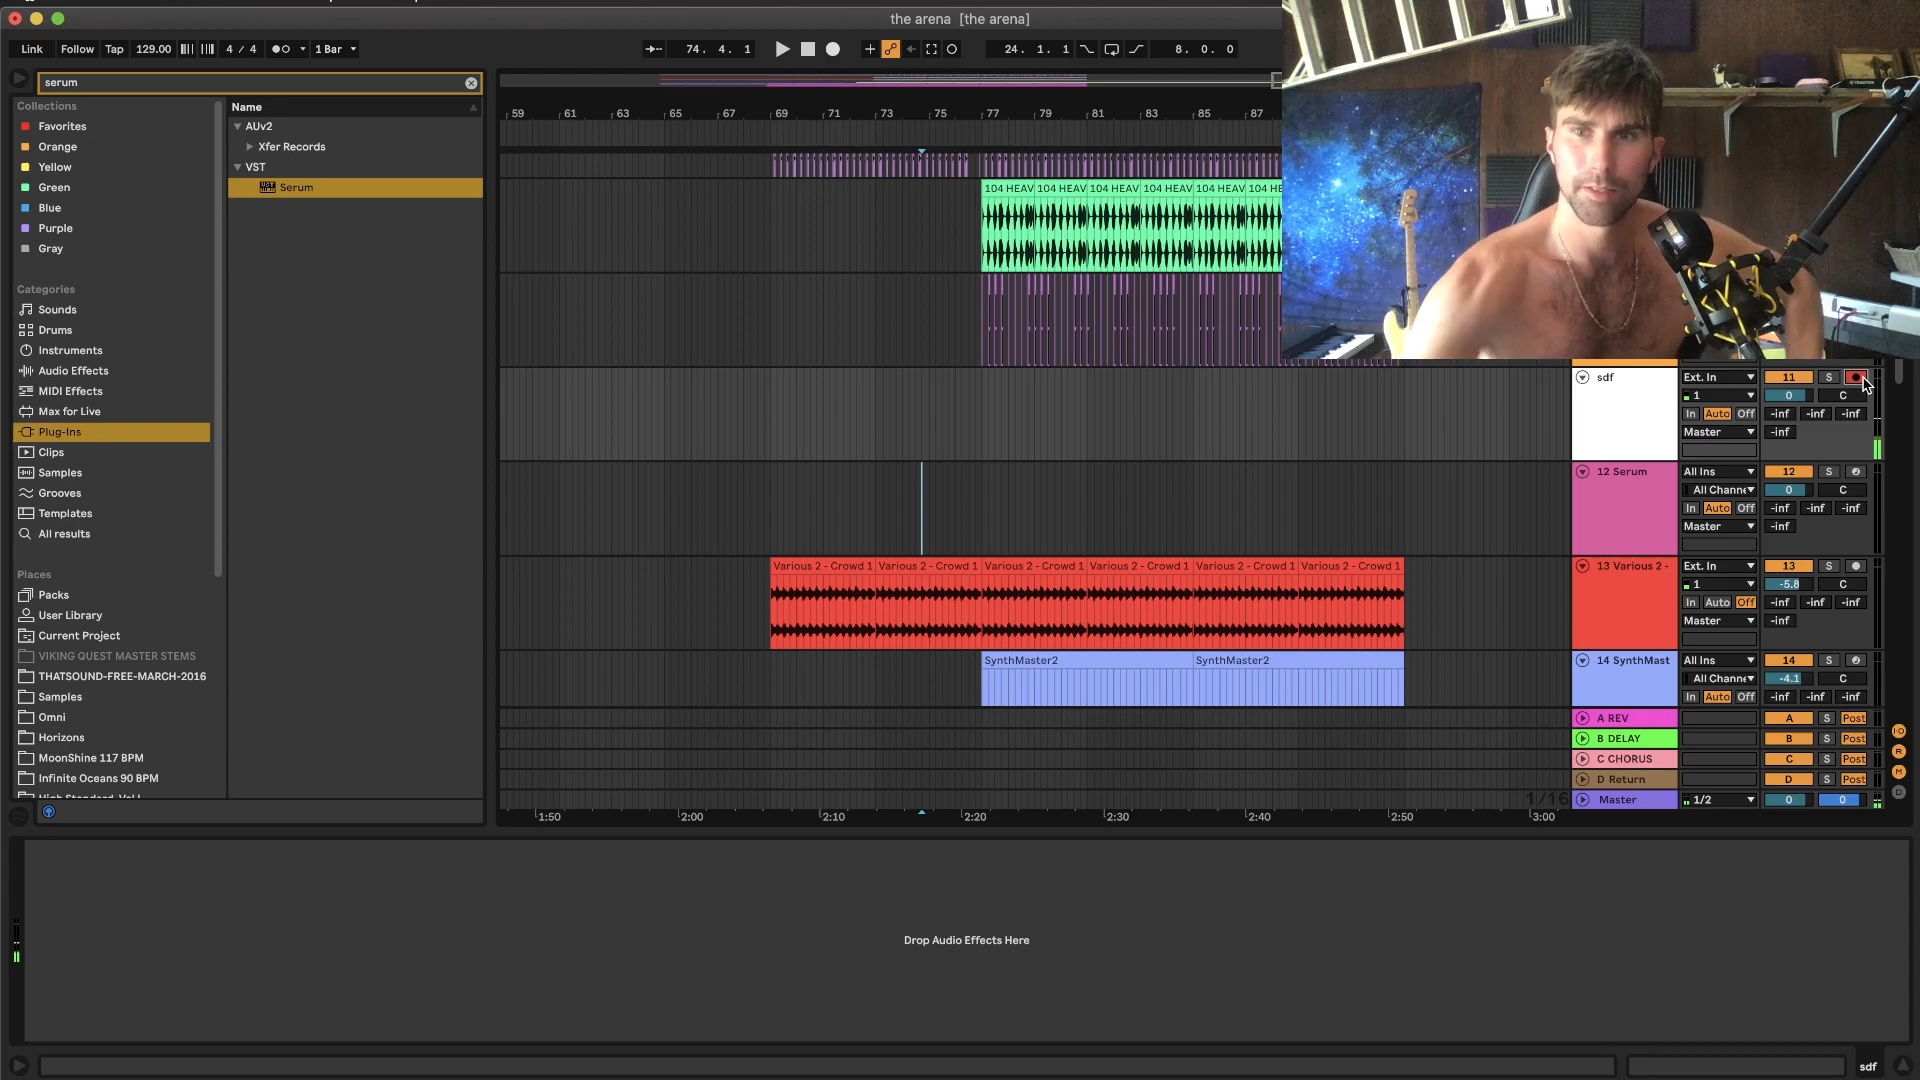 the arena [the arena]
Link Follow Tap 129.00 4 / 4 1 Bar 74. 4. 1 24. 1. 1 8. 0. 0
serum
Collections
Favorites
Orange
Yellow
Green
Blue
Purple
Gray
Categories
Sounds
Drums
Instruments
Audio Effects
MIDI Effects
Max for Live
Plug-Ins
Clips
Samples
Grooves
Templates
All results
Places
Packs
User Library
Current Project
VIKING QUEST MASTER STEMS
THATSOUND-FREE-MARCH-2016
Samples
Omni
Horizons
MoonShine 117 BPM
Infinite Oceans 90 BPM
Name
AUv2
Xfer Records
VST
Serum
59 61 63 65 67 69 71 73 75 77 79 81 83 85 87
104 HEAV 104 HEAV 104 HEAV 104 HEAV 104 HEAV 104 HE
sdf Ext. In 11 S
1 0 C
In Auto Off -inf -inf -inf
Master -inf
12 Serum All Ins 12 S
All Channe 0 C
In Auto Off -inf -inf -inf
Master -inf
Various 2 - Crowd 1 Various 2 - Crowd 1 Various 2 - Crowd 1 Various 2 - Crowd 1 Various 2 - Crowd 1 Various 2 - Crowd 1
13 Various 2 - Ext. In 13 S
1 -5.8 C
In Auto Off -inf -inf -inf
Master -inf
SynthMaster2 SynthMaster2
14 SynthMast All Ins 14 S
All Channe -4.1 C
In Auto Off -inf -inf -inf
A REV A S Post
B DELAY B S Post
C CHORUS C S Post
D Return D S Post
1/16 Master 1/2 0 0
I·O
R
M
D
1:50 2:00 2:10 2:20 2:30 2:40 2:50 3:00
Drop Audio Effects Here
sdf